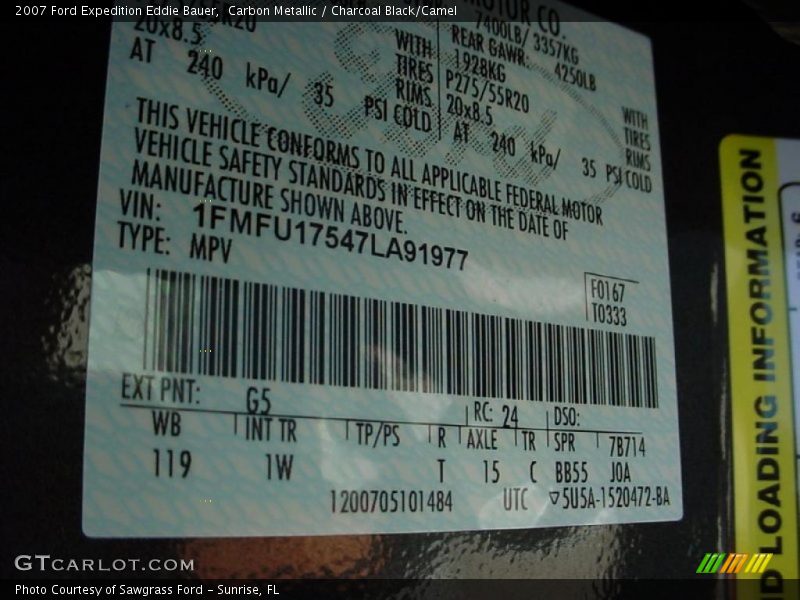 2007 Ford Expedition Eddie Bauer, Carbon Metallic / Charcoal Black/Camel
MOTOR CO.
7400LB/ 3357KG
REAR GAWR: 4250LB
1928KG
WITH P275/55R20 WITH
TIRES 20x8.5 TIRES
RIMS AT 240 kPa/ 35 RIMS
PSI COLD PSI COLD
20x8.5
AT 240 kPa/ 35
THIS VEHICLE CONFORMS TO ALL APPLICABLE FEDERAL MOTOR
VEHICLE SAFETY STANDARDS IN EFFECT ON THE DATE OF
MANUFACTURE SHOWN ABOVE.
VIN: 1FMFU17547LA91977
TYPE: MPV
F0167
T0333
EXT PNT: G5 RC: 24 DSO:
WB INT TR TP/PS R AXLE TR SPR 7B714
119 1W T 15 C BB55 J0A
1200705101484 UTC ▽5U5A-1520472-BA
LOADING INFORMATION
GTCARLOT.COM
Photo Courtesy of Sawgrass Ford - Sunrise, FL